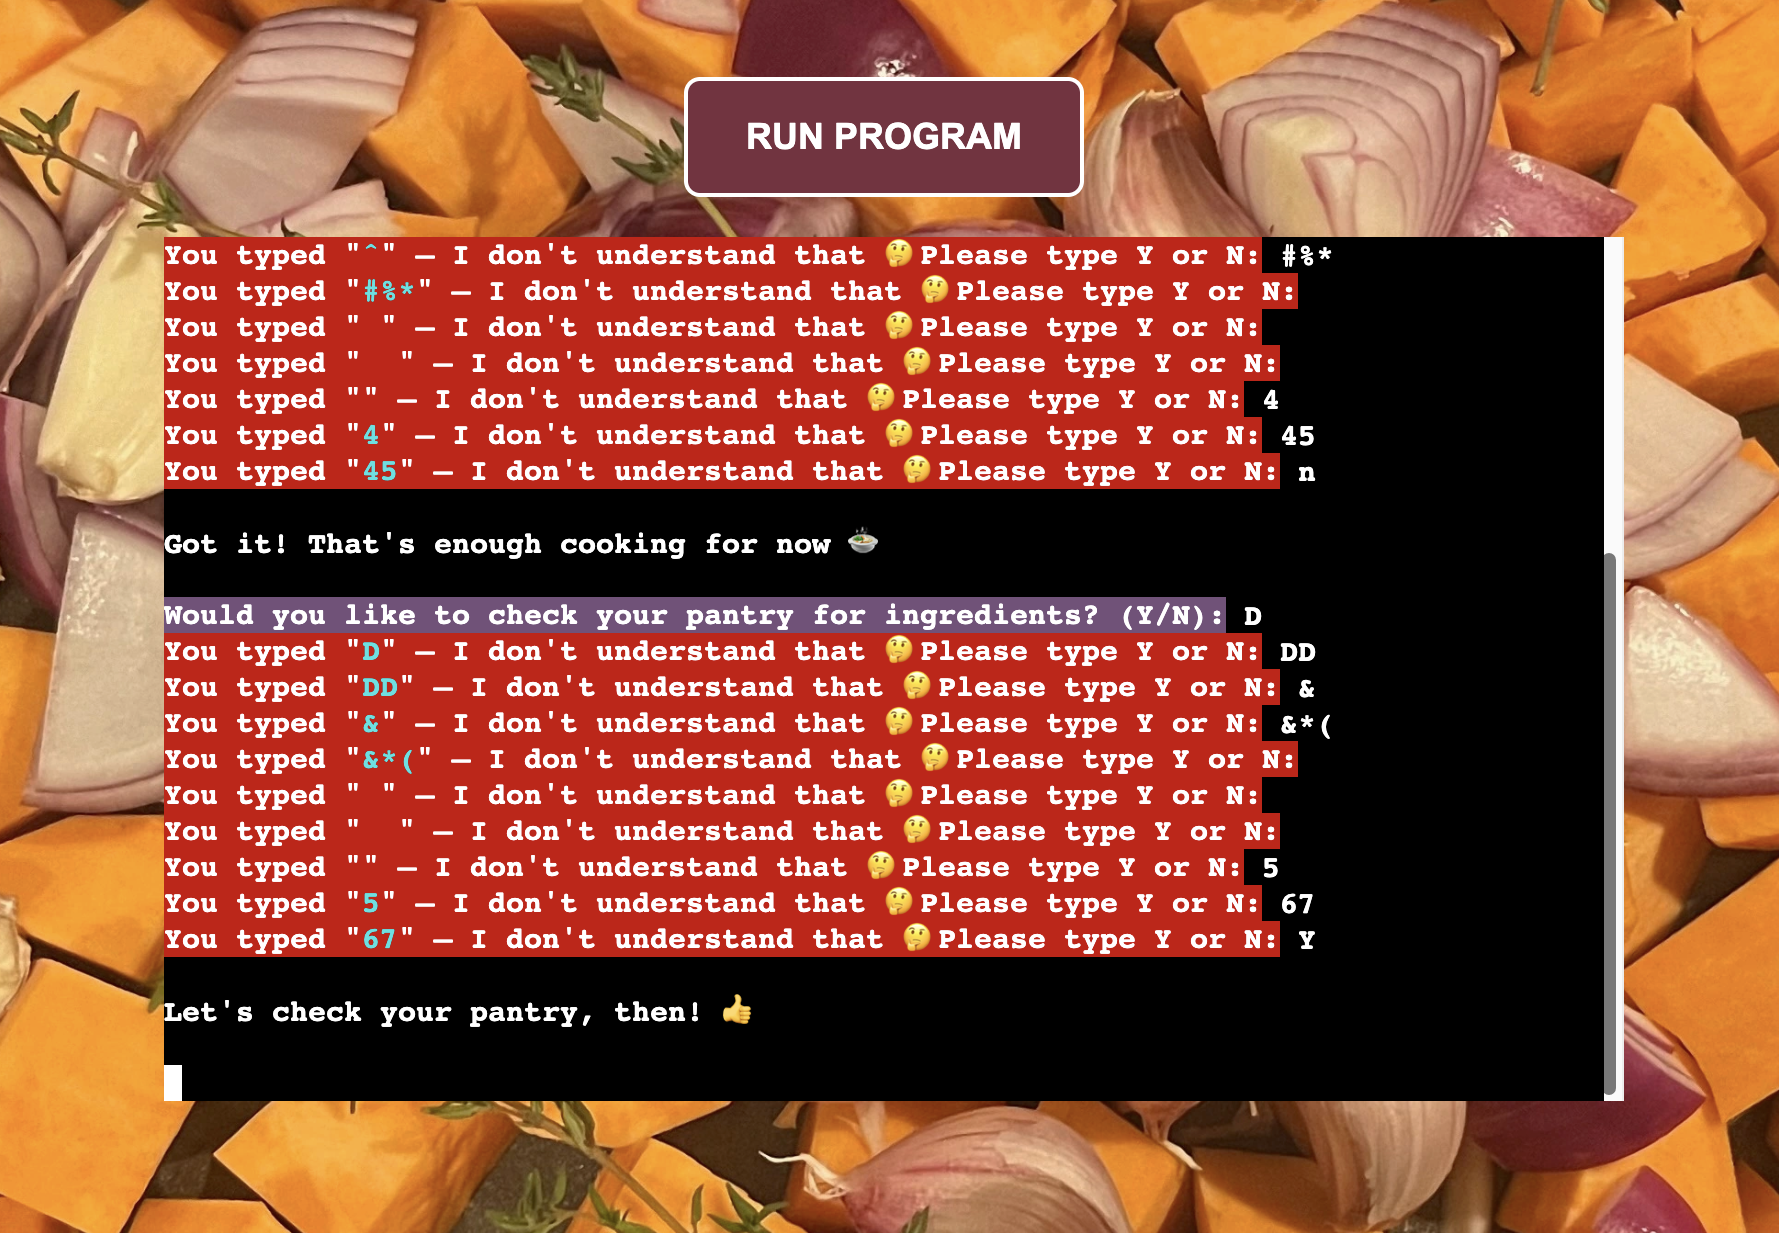 RUN PROGRAM
You typed "^" – I don't understand that 🤔Please type Y or N: #%*
You typed "#%*" – I don't understand that 🤔Please type Y or N:
You typed " " – I don't understand that 🤔Please type Y or N:
You typed "  " – I don't understand that 🤔Please type Y or N:
You typed "" – I don't understand that 🤔Please type Y or N: 4
You typed "4" – I don't understand that 🤔Please type Y or N: 45
You typed "45" – I don't understand that 🤔Please type Y or N: n
Got it! That's enough cooking for now 🍲
Would you like to check your pantry for ingredients? (Y/N): D
You typed "D" – I don't understand that 🤔Please type Y or N: DD
You typed "DD" – I don't understand that 🤔Please type Y or N: &
You typed "&" – I don't understand that 🤔Please type Y or N: &*(
You typed "&*(" – I don't understand that 🤔Please type Y or N:
You typed " " – I don't understand that 🤔Please type Y or N:
You typed "  " – I don't understand that 🤔Please type Y or N:
You typed "" – I don't understand that 🤔Please type Y or N: 5
You typed "5" – I don't understand that 🤔Please type Y or N: 67
You typed "67" – I don't understand that 🤔Please type Y or N: Y
Let's check your pantry, then! 👍